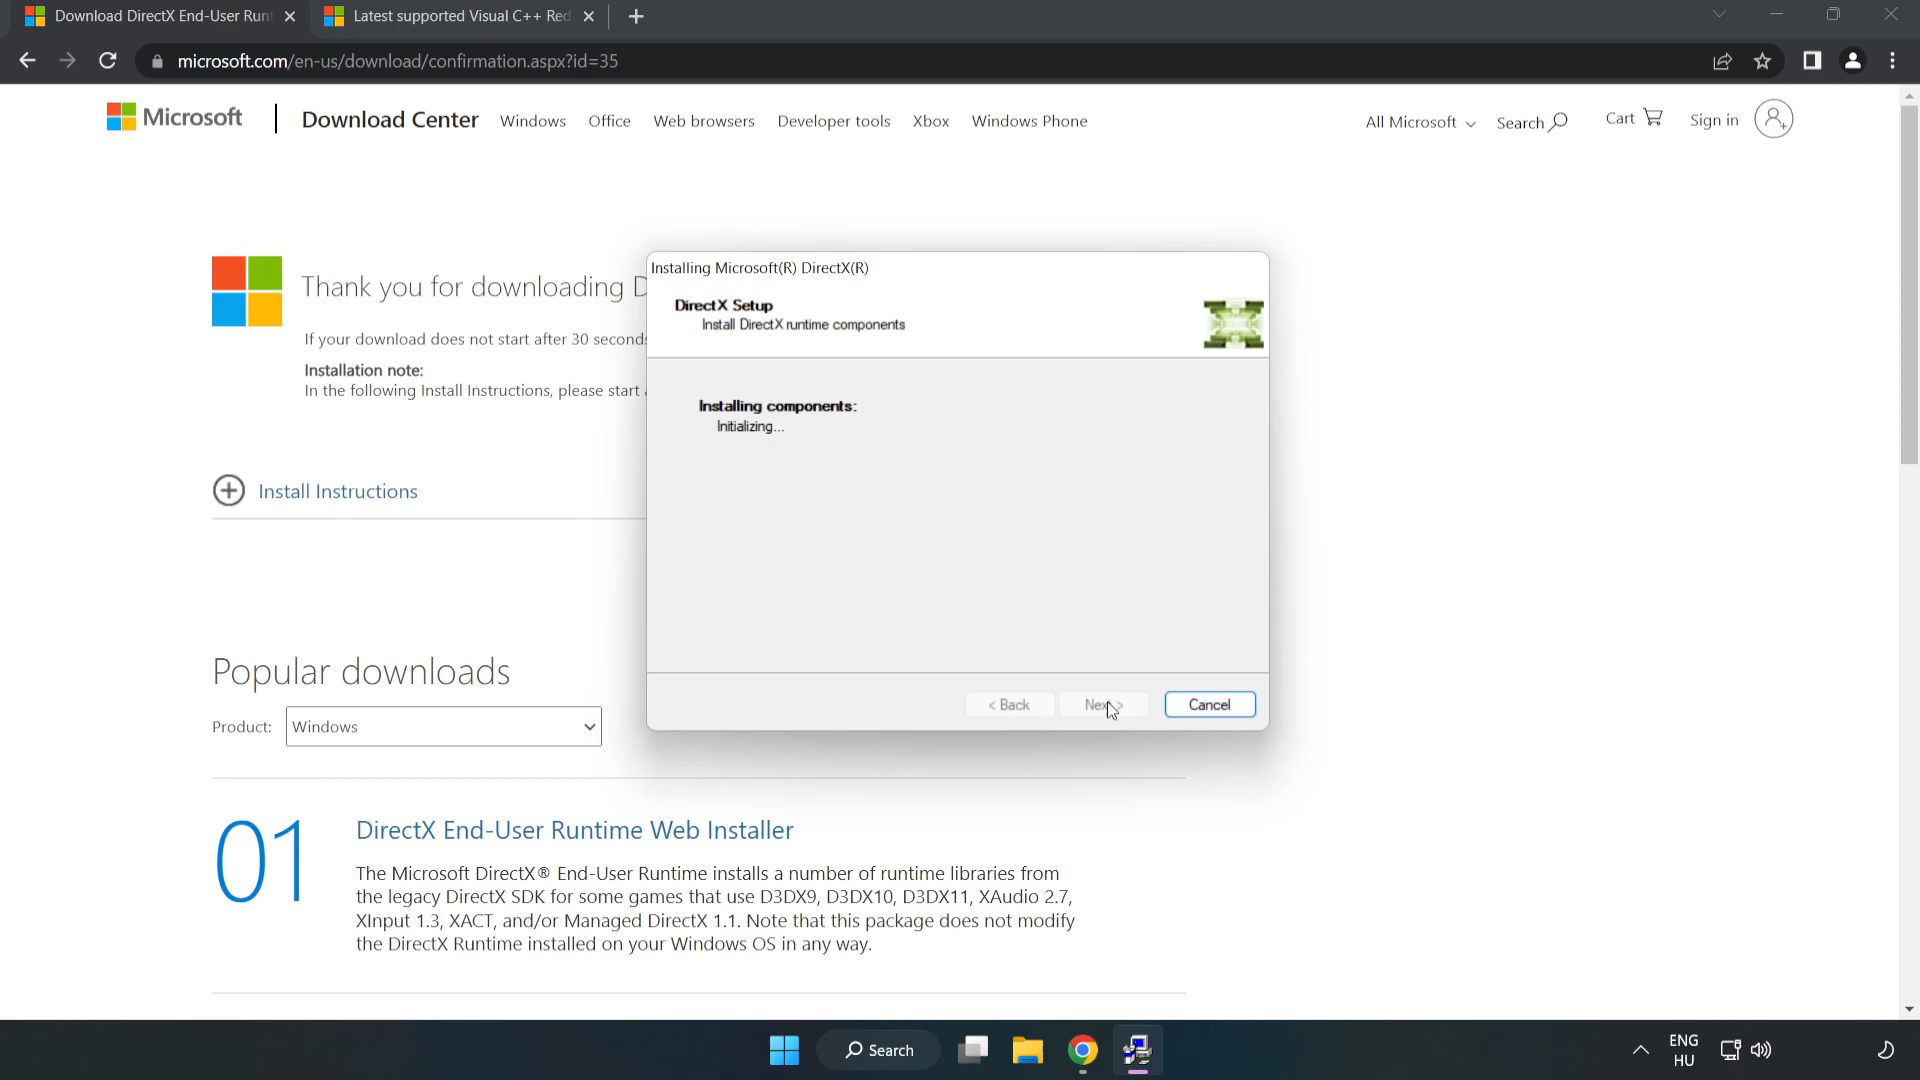 Download DirectX End-User Runt
Latest supported Visual C++ Red
microsoft.com/en-us/download/confirmation.aspx?id=35
Microsoft
Download Center
Windows
Office
Web browsers
Developer tools
Xbox
Windows Phone
All Microsoft
Search
Cart
Sign in
Thank you for downloading D
If your download does not start after 30 seconds
Installation note:
In the following Install Instructions, please start a
Install Instructions
Installing Microsoft(R) DirectX(R)
DirectX Setup
Install DirectX runtime components
Installing components:
Initializing...
< Back
Next >
Cancel
Popular downloads
Product:
Windows
01
DirectX End-User Runtime Web Installer
The Microsoft DirectX® End-User Runtime installs a number of runtime libraries from
the legacy DirectX SDK for some games that use D3DX9, D3DX10, D3DX11, XAudio 2.7,
XInput 1.3, XACT, and/or Managed DirectX 1.1. Note that this package does not modify
the DirectX Runtime installed on your Windows OS in any way.
Search
ENG
HU